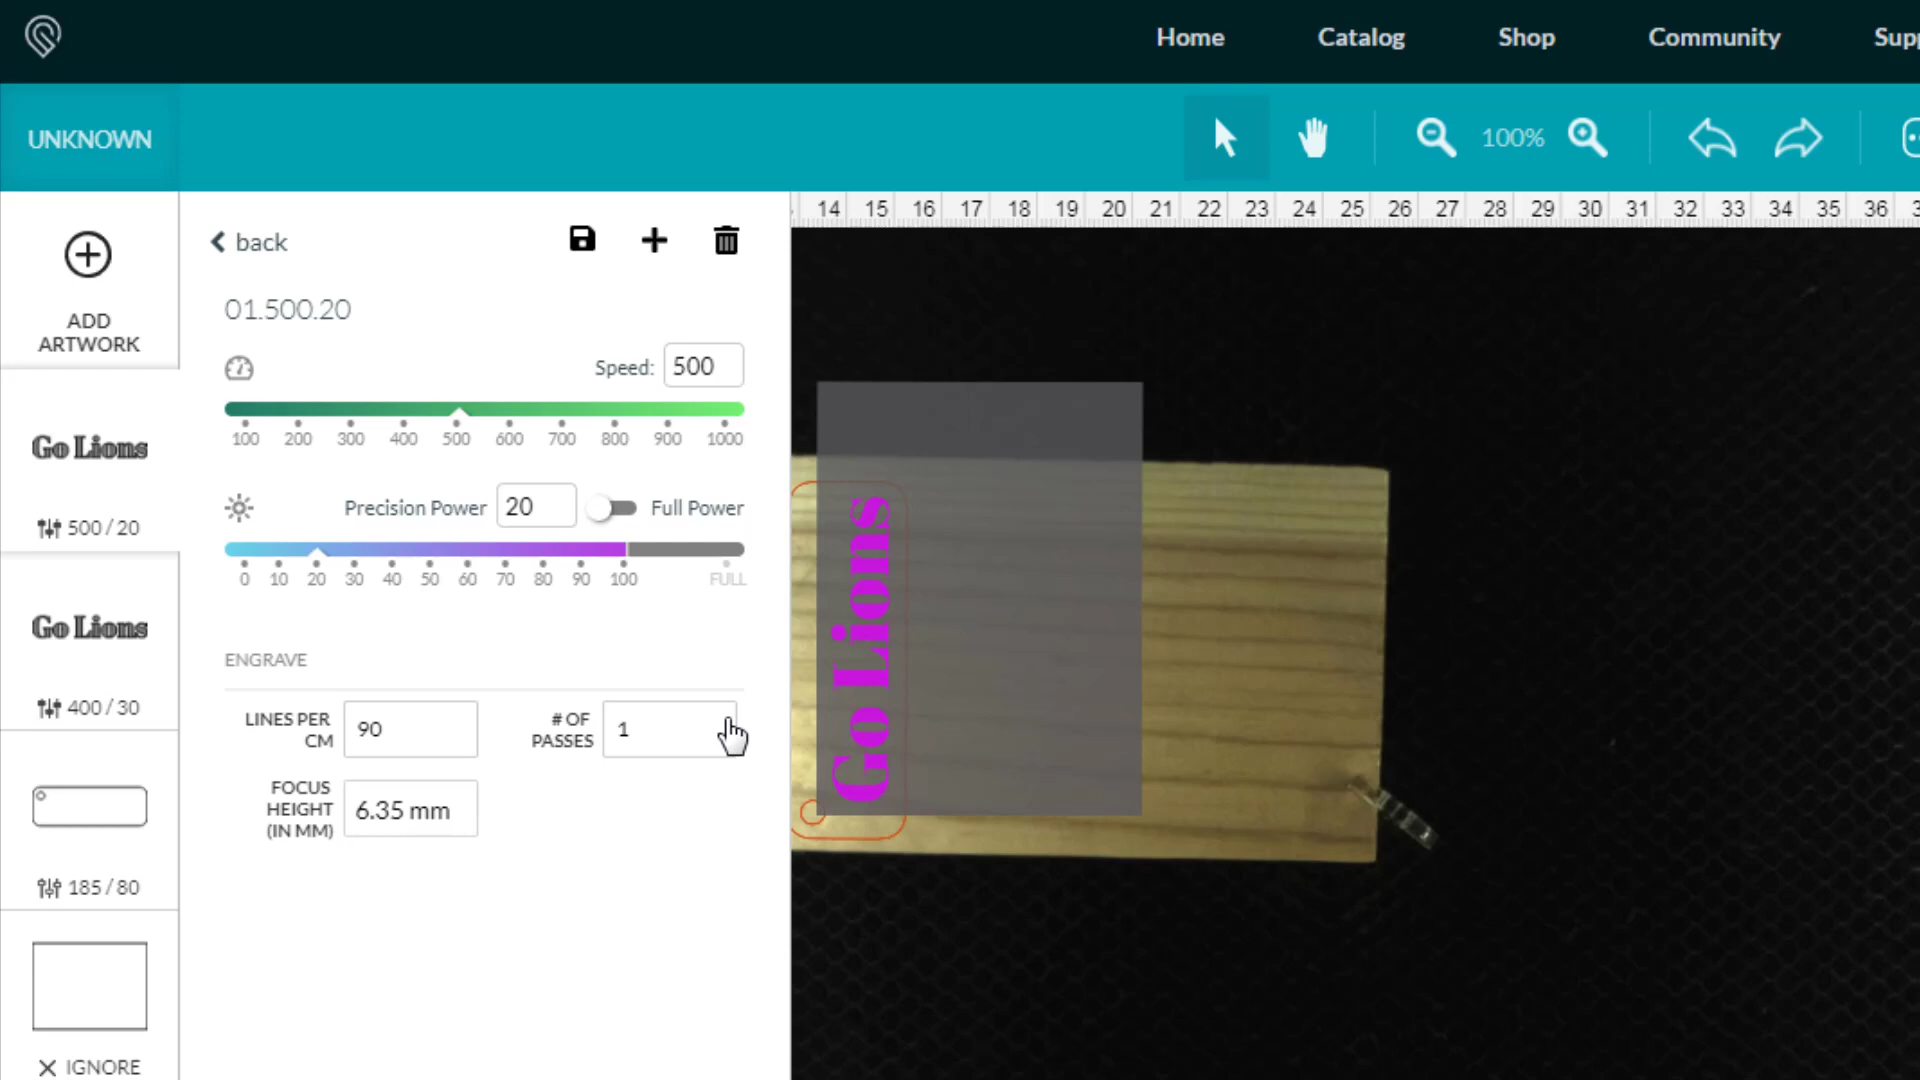 Home Catalog Shop Community Supp
UNKNOWN
100%
14 15 16 17 18 19 20 21 22 23 24 25 26 27 28 29 30 31 32 33 34 35 36 3
back
ADD
ARTWORK
01.500.20
Speed: 500
100 200 300 400 500 600 700 800 900 1000
Go Lions
500 / 20
Precision Power 20 Full Power
0 10 20 30 40 50 60 70 80 90 100 FULL
Go Lions
400 / 30
ENGRAVE
LINES PER
CM
90
# OF
PASSES
1
FOCUS
HEIGHT
(IN MM)
6.35 mm
185 / 80
IGNORE
Go Lions